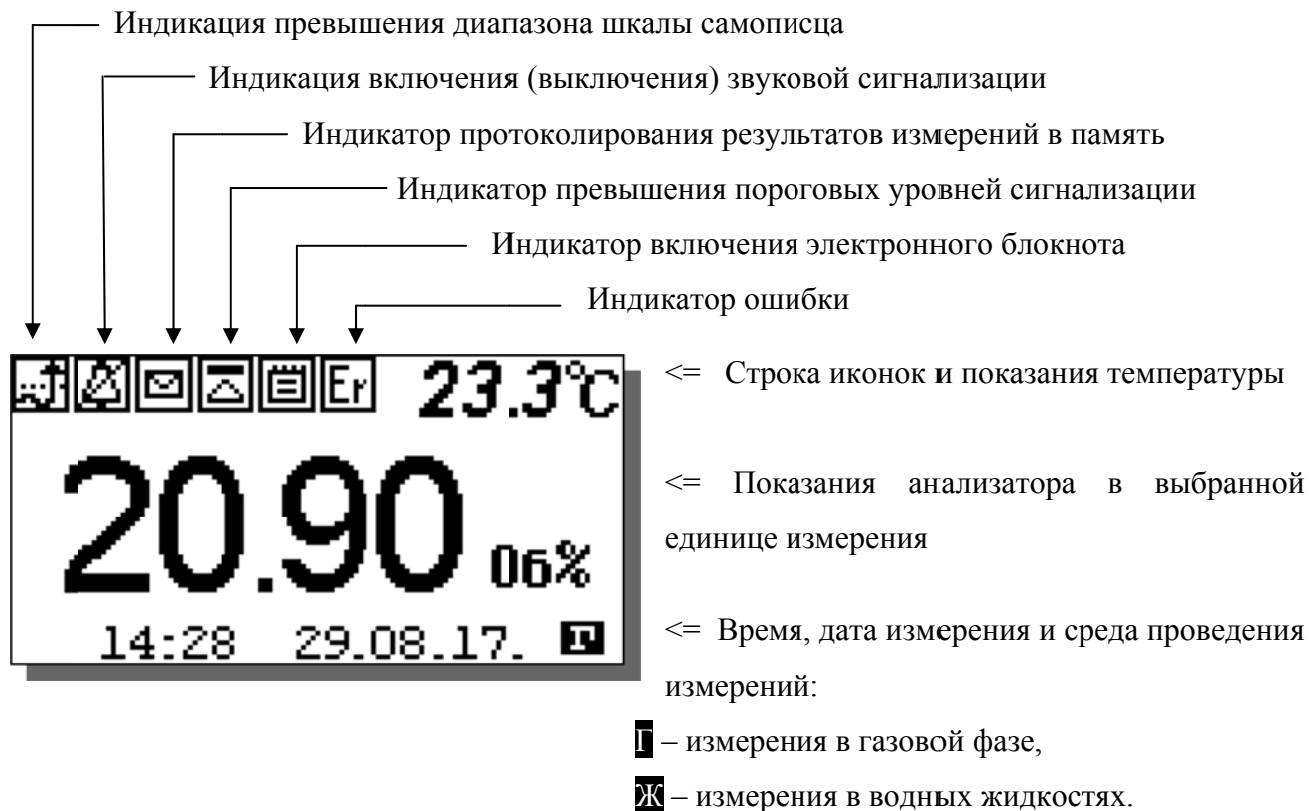 Индикация превышения диапазона шкалы самописца
Индикация включения (выключения) звуковой сигнализации
Индикатор протоколирования результатов измерений в память
Индикатор превышения пороговых уровней сигнализации
Индикатор включения электронного блокнота
Индикатор ошибки
Er 23.3°C
<= Строка иконок и показания температуры
20.90 Об%
<= Показания анализатора в выбранной
единице измерения
14:28 29.08.17. Г
<= Время, дата измерения и среда проведения
измерений:
Г – измерения в газовой фазе,
Ж – измерения в водных жидкостях.